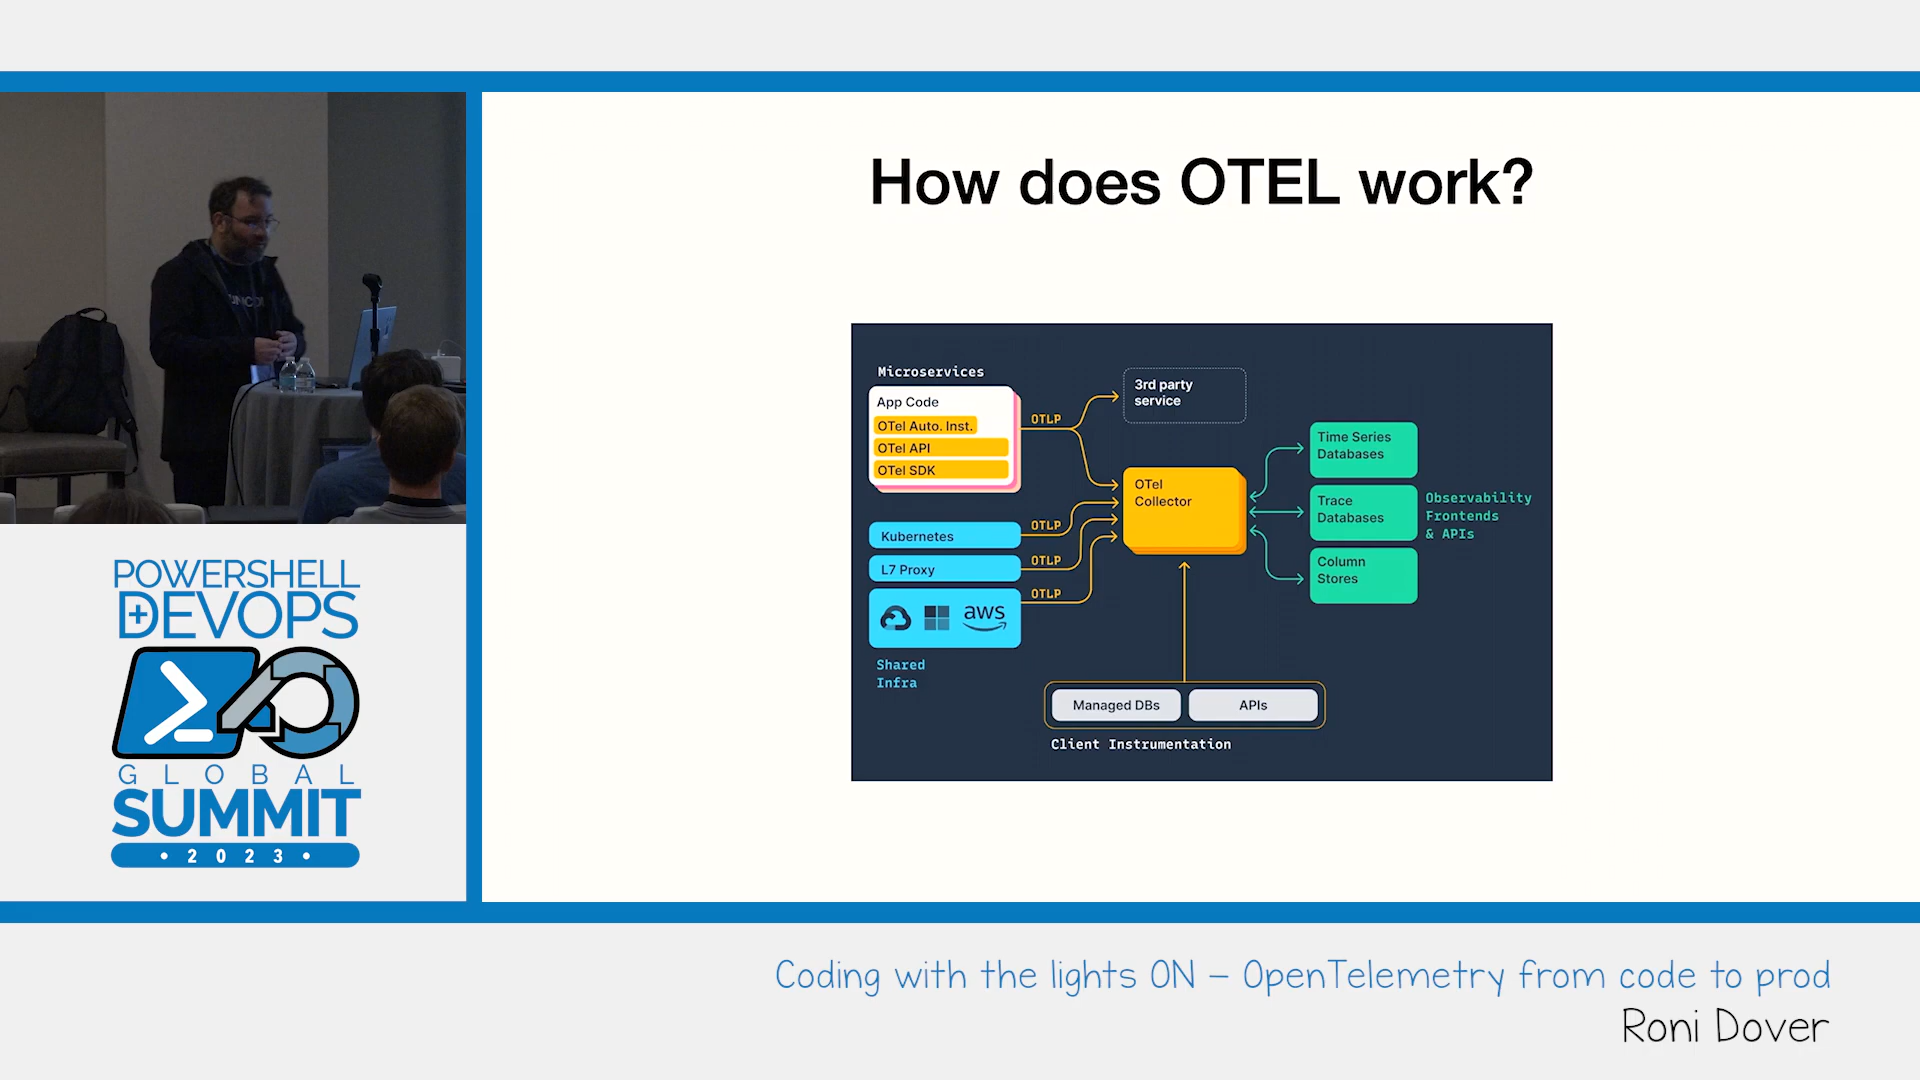 How does OTEL work?
Microservices
App Code
OTel Auto. Inst.
OTel API
OTel SDK
OTLP
3rd party
service
Kubernetes
OTLP
L7 Proxy
OTLP
aws
OTLP
Shared
Infra
OTel
Collector
Time Series
Databases
Trace
Databases
Column
Stores
Observability
Frontends
& APIs
Managed DBs
APIs
Client Instrumentation
POWERSHELL
+DEVOPS
GLOBAL
SUMMIT
• 2023 •
Coding with the lights ON – OpenTelemetry from code to prod
Roni Dover